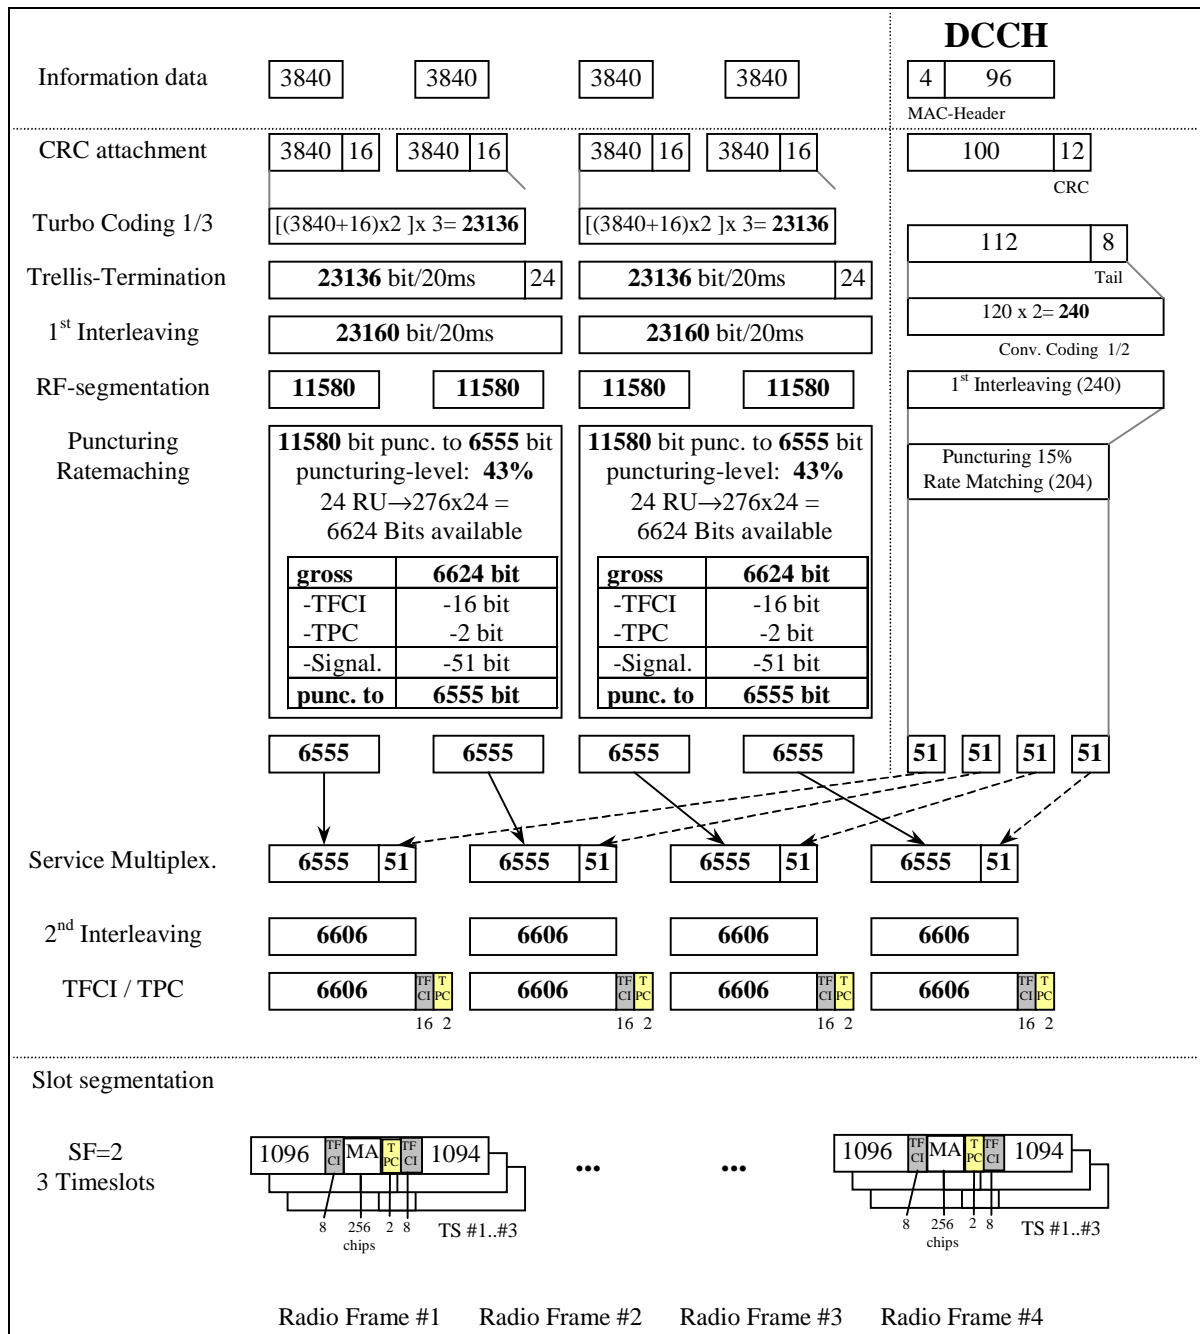 DCCH
Information data 3840 3840 3840 3840 4 96
MAC-Header
CRC attachment 3840 16 3840 16 3840 16 3840 16 100 12
CRC
Turbo Coding 1/3 [(3840+16)x2 ]x 3= 23136 [(3840+16)x2 ]x 3= 23136
112 8
Tail
Trellis-Termination 23136 bit/20ms 24 23136 bit/20ms 24
120 x 2= 240
Conv. Coding 1/2
1st Interleaving 23160 bit/20ms 23160 bit/20ms
RF-segmentation 11580 11580 11580 11580 1st Interleaving (240)
Puncturing
Ratemaching
11580 bit punc. to 6555 bit
puncturing-level: 43%
24 RU→276x24 =
6624 Bits available
gross 6624 bit
-TFCI -16 bit
-TPC -2 bit
-Signal. -51 bit
punc. to 6555 bit
11580 bit punc. to 6555 bit
puncturing-level: 43%
24 RU→276x24 =
6624 Bits available
gross 6624 bit
-TFCI -16 bit
-TPC -2 bit
-Signal. -51 bit
punc. to 6555 bit
Puncturing 15%
Rate Matching (204)
6555 6555 6555 6555 51 51 51 51
Service Multiplex. 6555 51 6555 51 6555 51 6555 51
2nd Interleaving 6606 6606 6606 6606
TFCI / TPC 6606 TF CI T PC 6606 TF CI T PC 6606 TF CI T PC 6606 TF CI T PC
16 2 16 2 16 2 16 2
Slot segmentation
SF=2
3 Timeslots
1096 TF CI MA T PC TF CI 1094 ... ... 1096 TF CI MA T PC TF CI 1094
8 256 2 8 TS #1..#3 8 256 2 8 TS #1..#3
chips chips
Radio Frame #1 Radio Frame #2 Radio Frame #3 Radio Frame #4